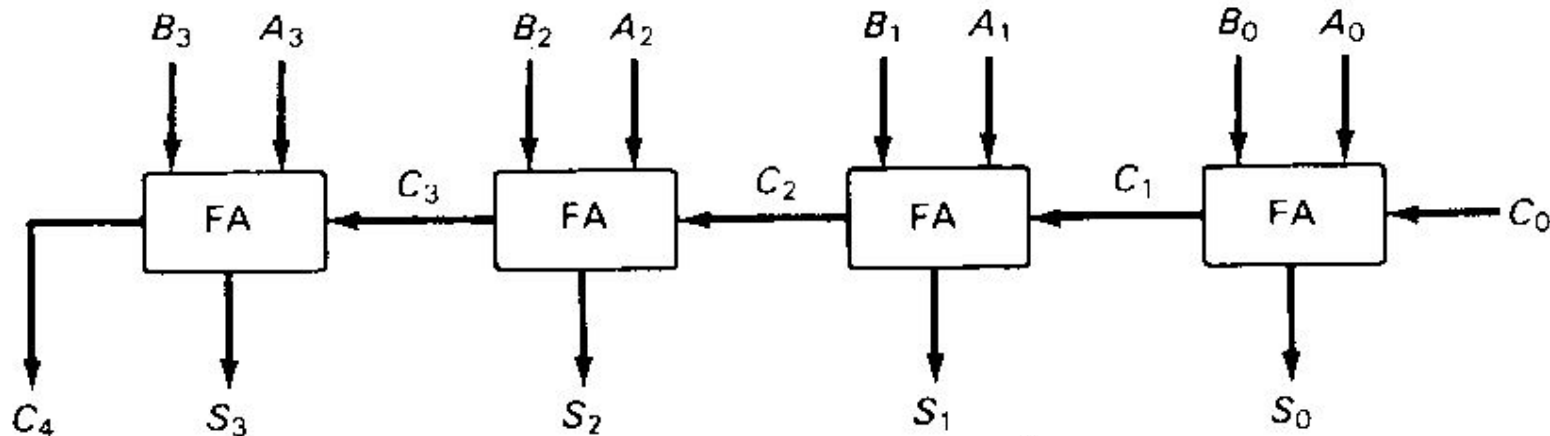 B₃ A₃ B₂ A₂ B₁ A₁ B₀ A₀
C₃ C₂ C₁
FA FA FA FA C₀
C₄ S₃ S₂ S₁ S₀